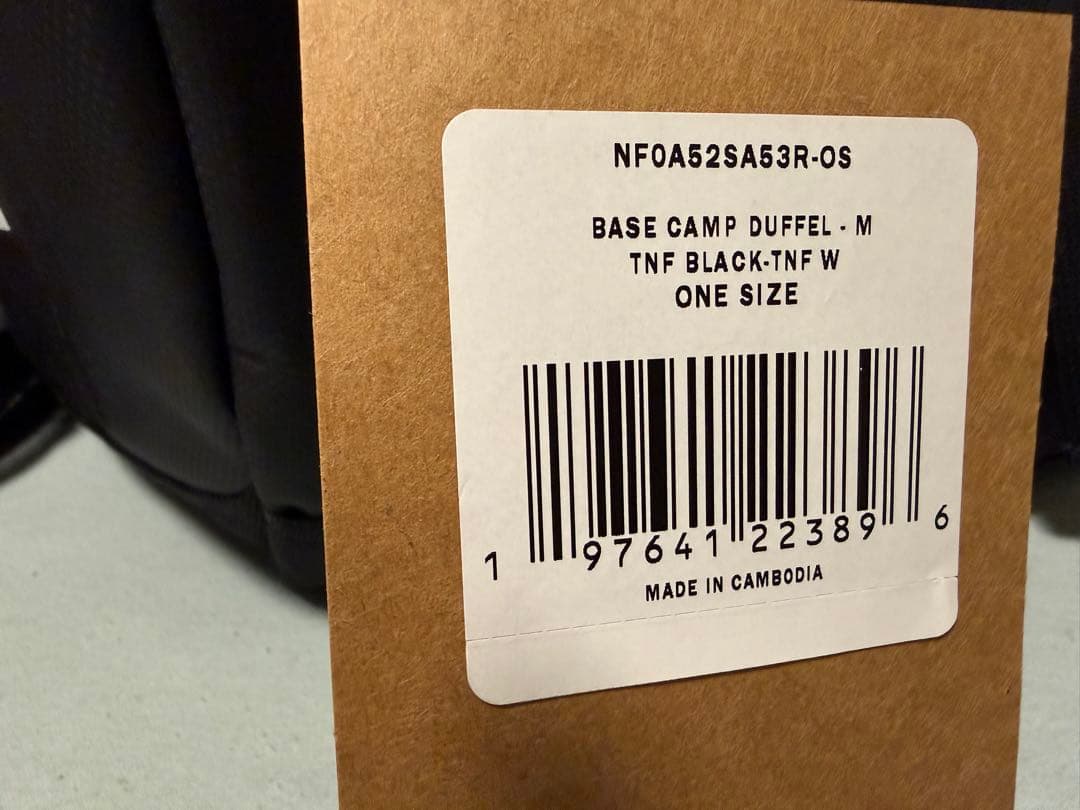 NF0A52SA53R-OS
BASE CAMP DUFFEL - M
TNF BLACK-TNF W
ONE SIZE
1 97641 22389 6
MADE IN CAMBODIA